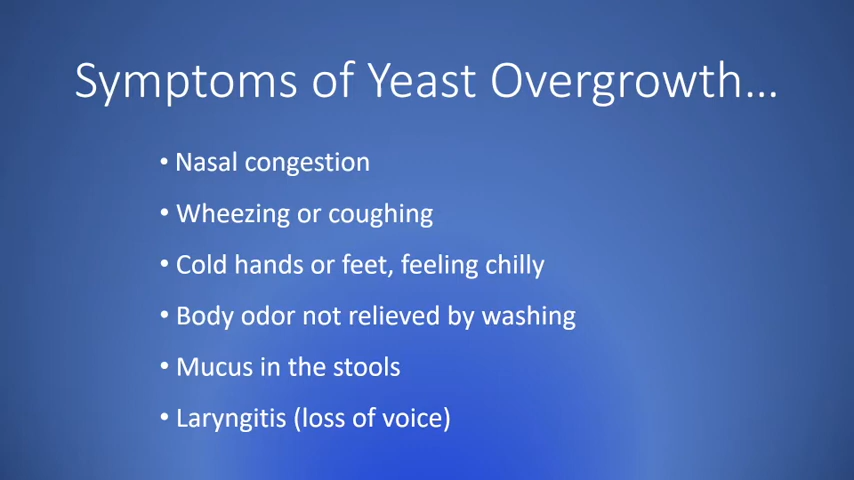 Symptoms of Yeast Overgrowth...
• Nasal congestion
• Wheezing or coughing
• Cold hands or feet, feeling chilly
• Body odor not relieved by washing
• Mucus in the stools
• Laryngitis (loss of voice)